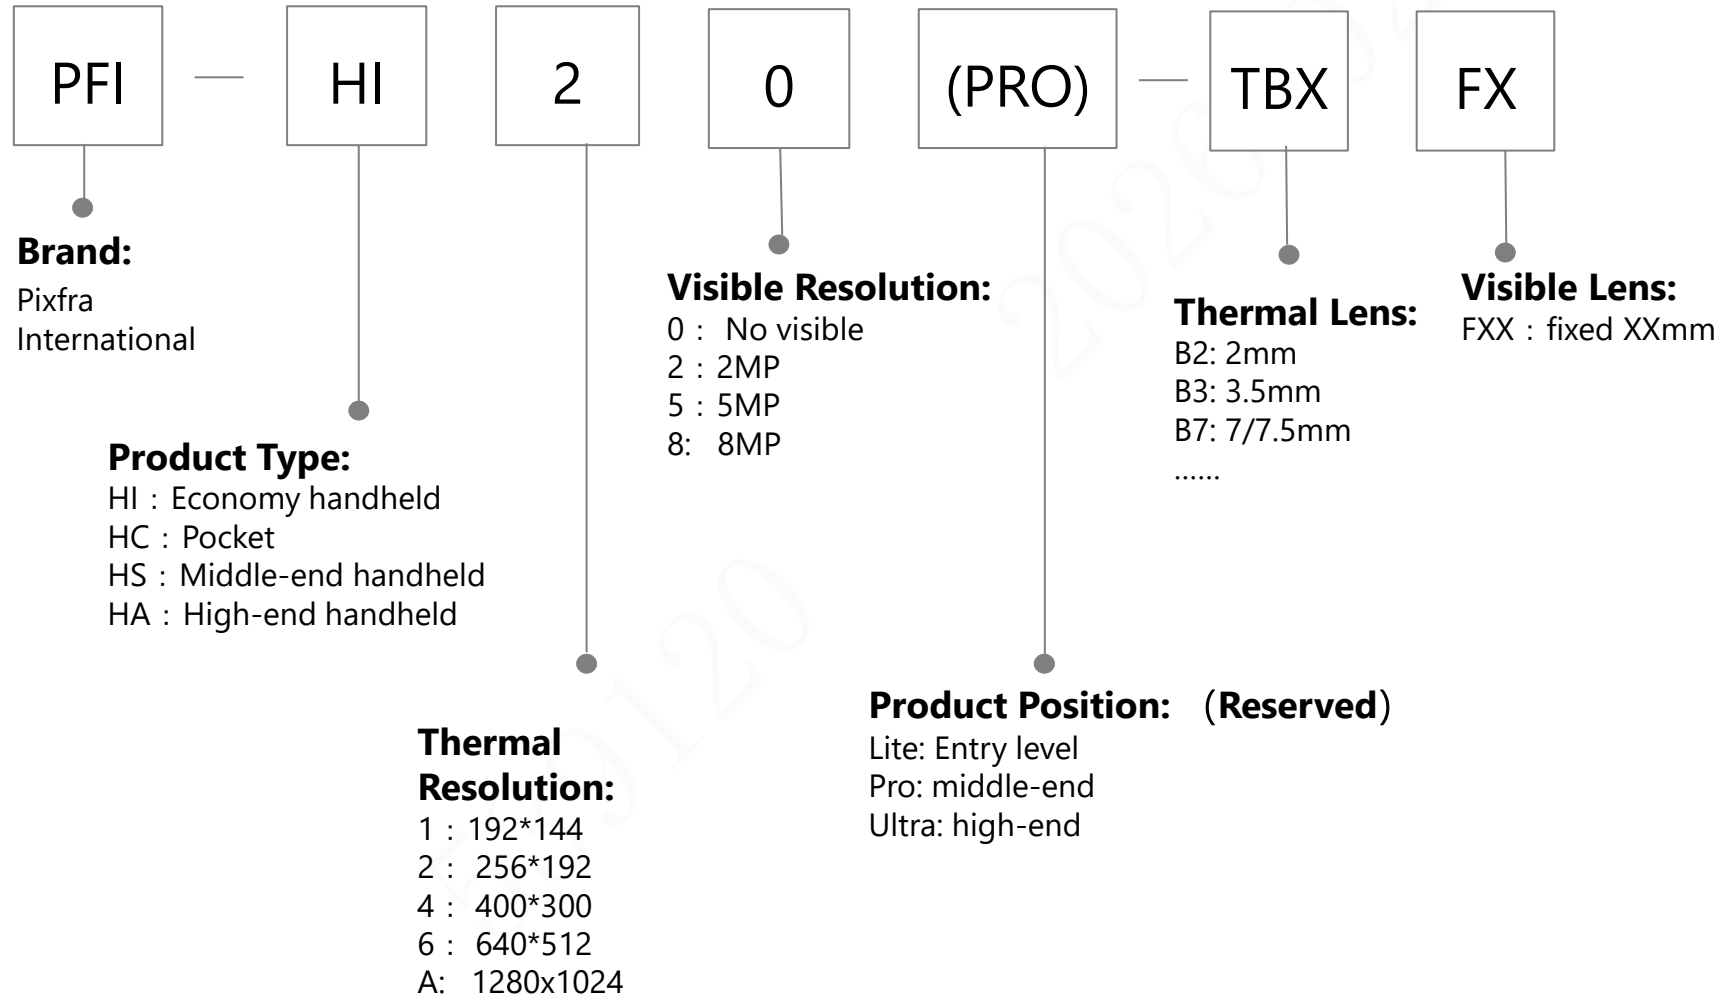 PFI — HI 2 0 (PRO) — TBX FX
Brand:
Pixfra
International
Product Type:
HI：Economy handheld
HC：Pocket
HS：Middle-end handheld
HA：High-end handheld
Thermal
Resolution:
1：192*144
2： 256*192
4： 400*300
6： 640*512
A: 1280x1024
Visible Resolution:
0： No visible
2：2MP
5：5MP
8: 8MP
Product Position: （Reserved）
Lite: Entry level
Pro: middle-end
Ultra: high-end
Thermal Lens:
B2: 2mm
B3: 3.5mm
B7: 7/7.5mm
……
Visible Lens:
FXX：fixed XXmm